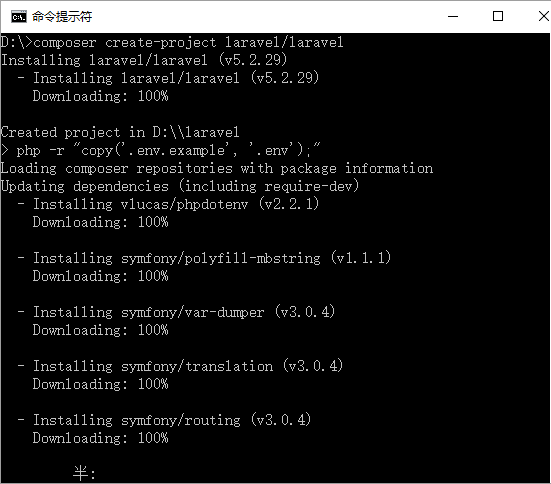 命令提示符
D:\>composer create-project laravel/laravel
Installing laravel/laravel (v5.2.29)
- Installing laravel/laravel (v5.2.29)
Downloading: 100%
Created project in D:\\laravel
> php -r "copy('.env.example', '.env');"
Loading composer repositories with package information
Updating dependencies (including require-dev)
- Installing vlucas/phpdotenv (v2.2.1)
Downloading: 100%
- Installing symfony/polyfill-mbstring (v1.1.1)
Downloading: 100%
- Installing symfony/var-dumper (v3.0.4)
Downloading: 100%
- Installing symfony/translation (v3.0.4)
Downloading: 100%
- Installing symfony/routing (v3.0.4)
Downloading: 100%
半: